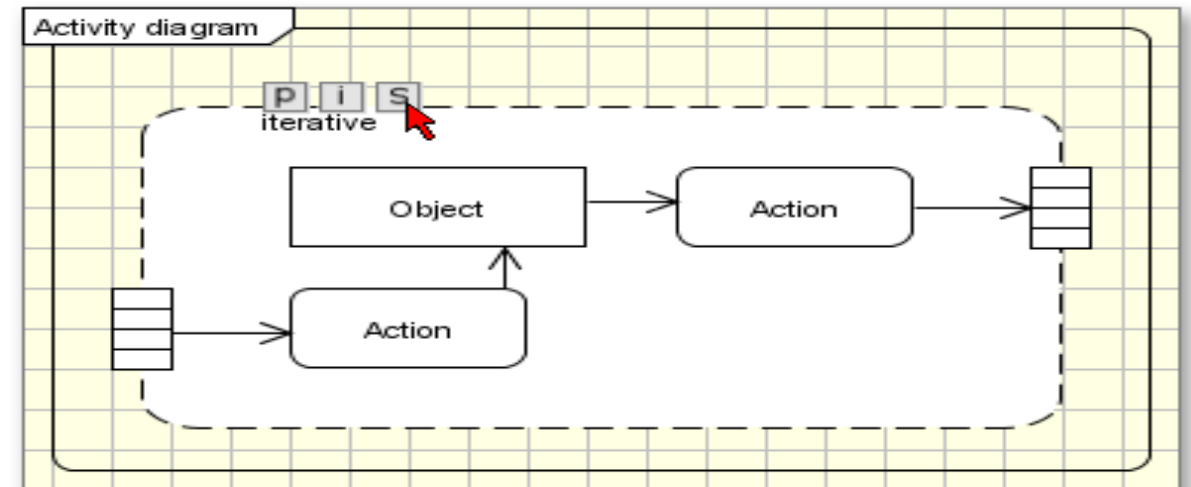 Activity diagram
p i s
iterative
Object
Action
Action